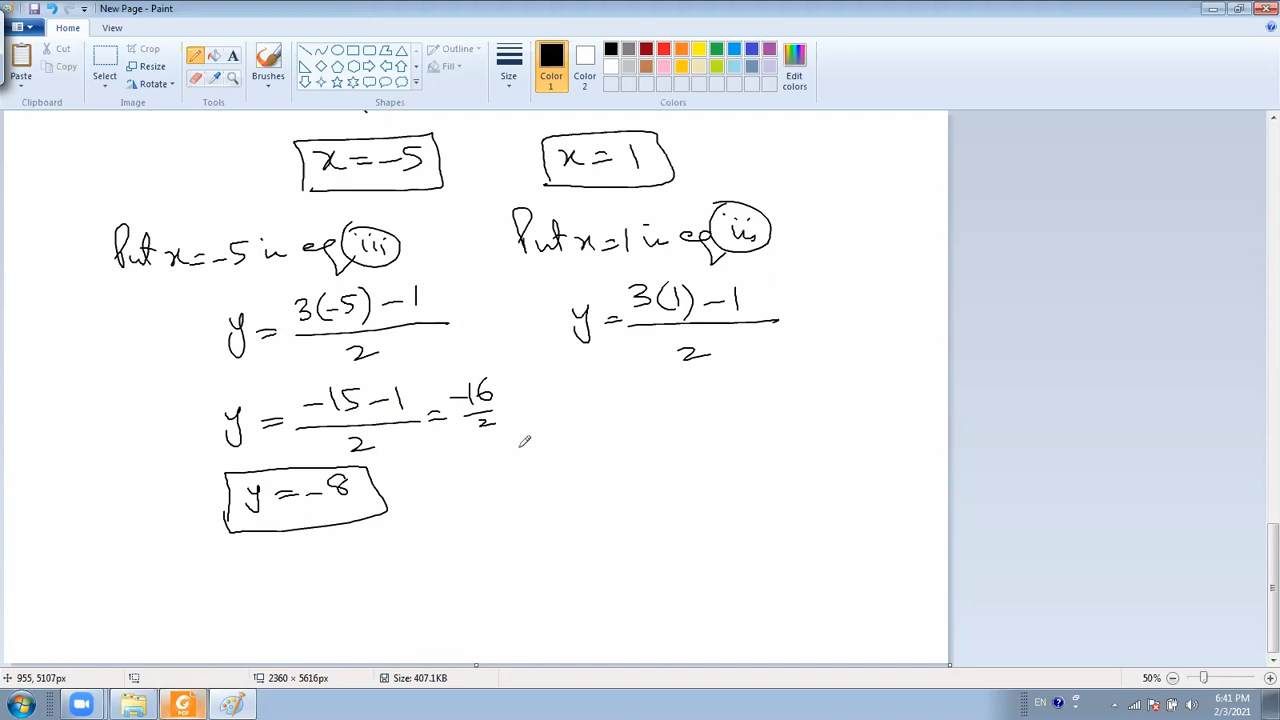 New Page - Paint
Home
View
Paste
Cut
Copy
Clipboard
Select
Crop
Resize
Rotate
Image
Tools
Brushes
Shapes
Outline
Fill
Size
Color 1
Color 2
Edit colors
Colors
x = -5
x = 1
Put x = -5 in eq iii
Put x = 1 in eq iii
y = 3(-5) - 1 / 2
y = 3(1) - 1 / 2
y = -15 - 1 / 2 = -16 / 2
y = -8
955, 5107px
2360 × 5616px
Size: 407.1KB
50%
EN
6:41 PM
2/3/2021